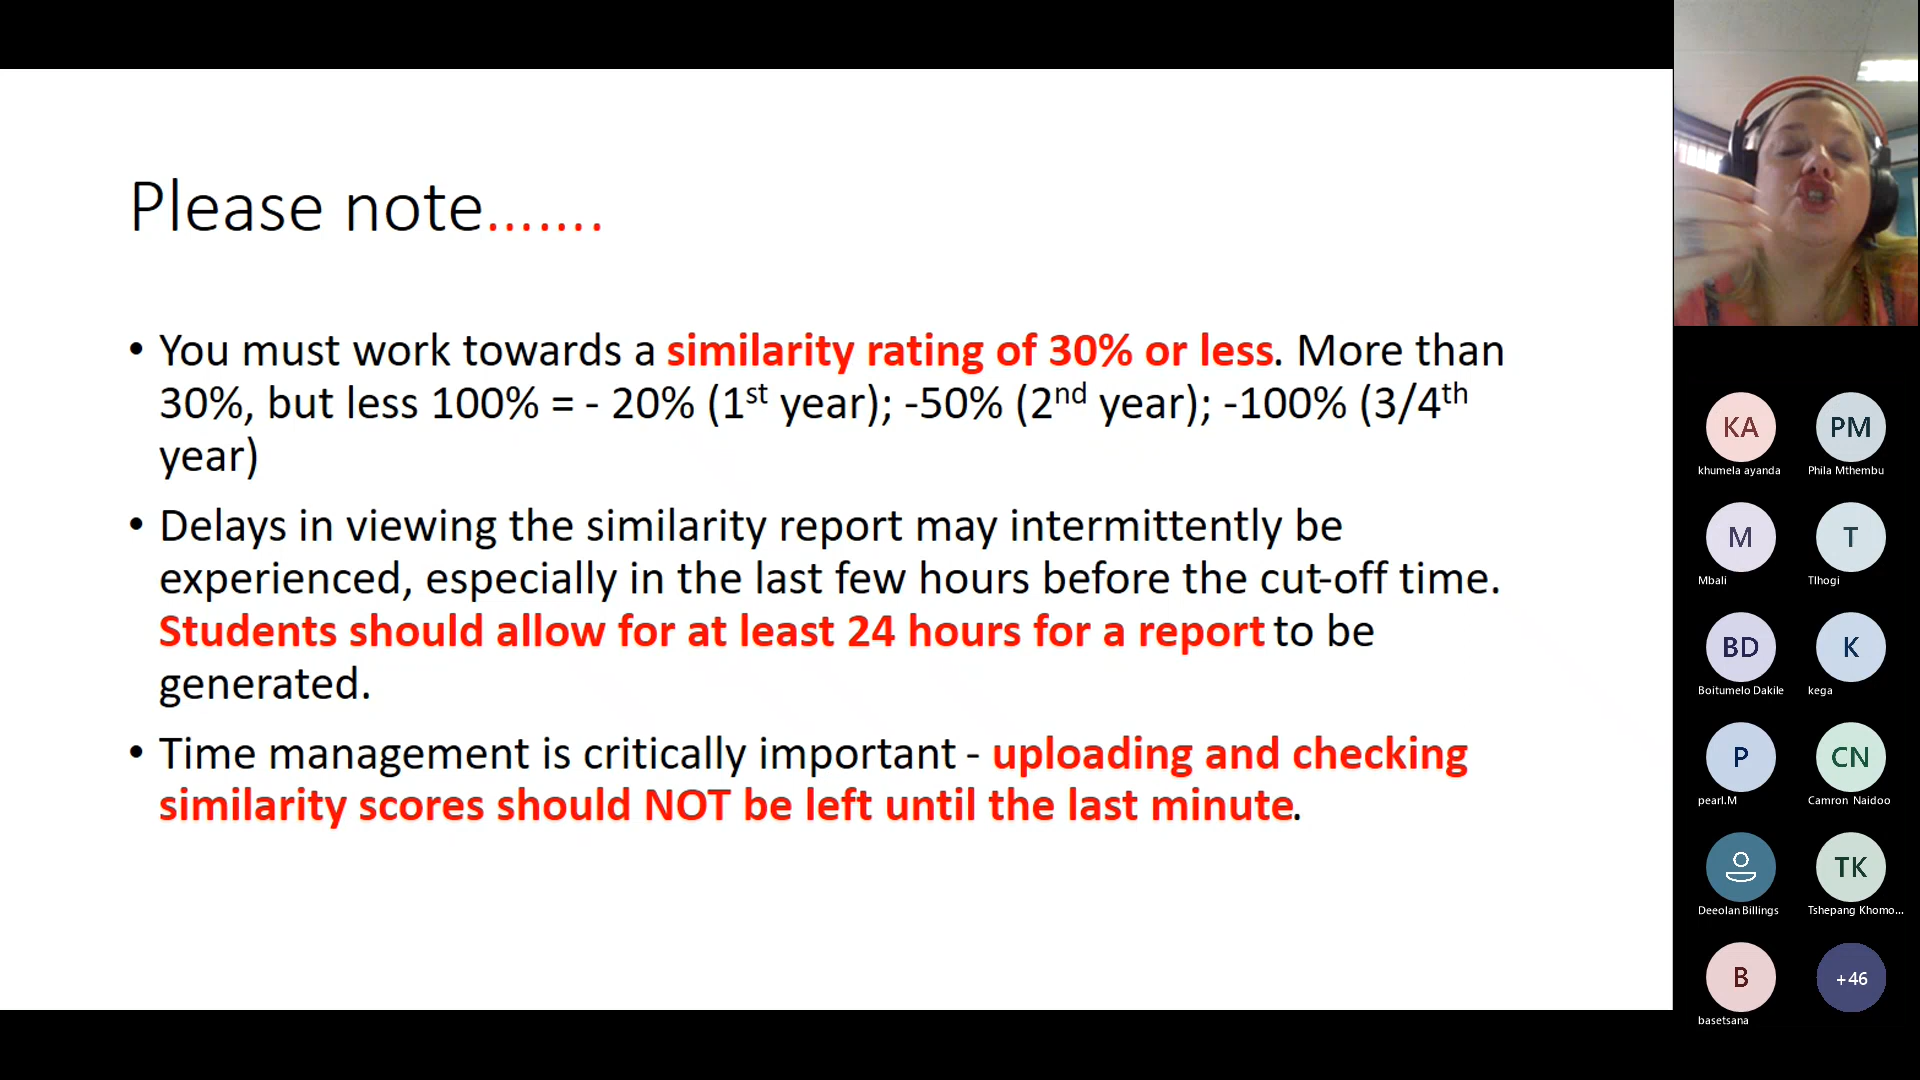 Please note.......
• You must work towards a similarity rating of 30% or less. More than
30%, but less 100% = - 20% (1st year); -50% (2nd year); -100% (3/4th
year)
• Delays in viewing the similarity report may intermittently be
experienced, especially in the last few hours before the cut-off time.
Students should allow for at least 24 hours for a report to be
generated.
• Time management is critically important - uploading and checking
similarity scores should NOT be left until the last minute.
KA
PM
khumela ayanda
Phila Mthembu
M
T
Mbali
Tlhogi
BD
K
Boitumelo Dakile
kega
P
CN
pearl.M
Camron Naidoo
TK
Deeolan Billings
Tshepang Khomo...
B
+46
basetsana